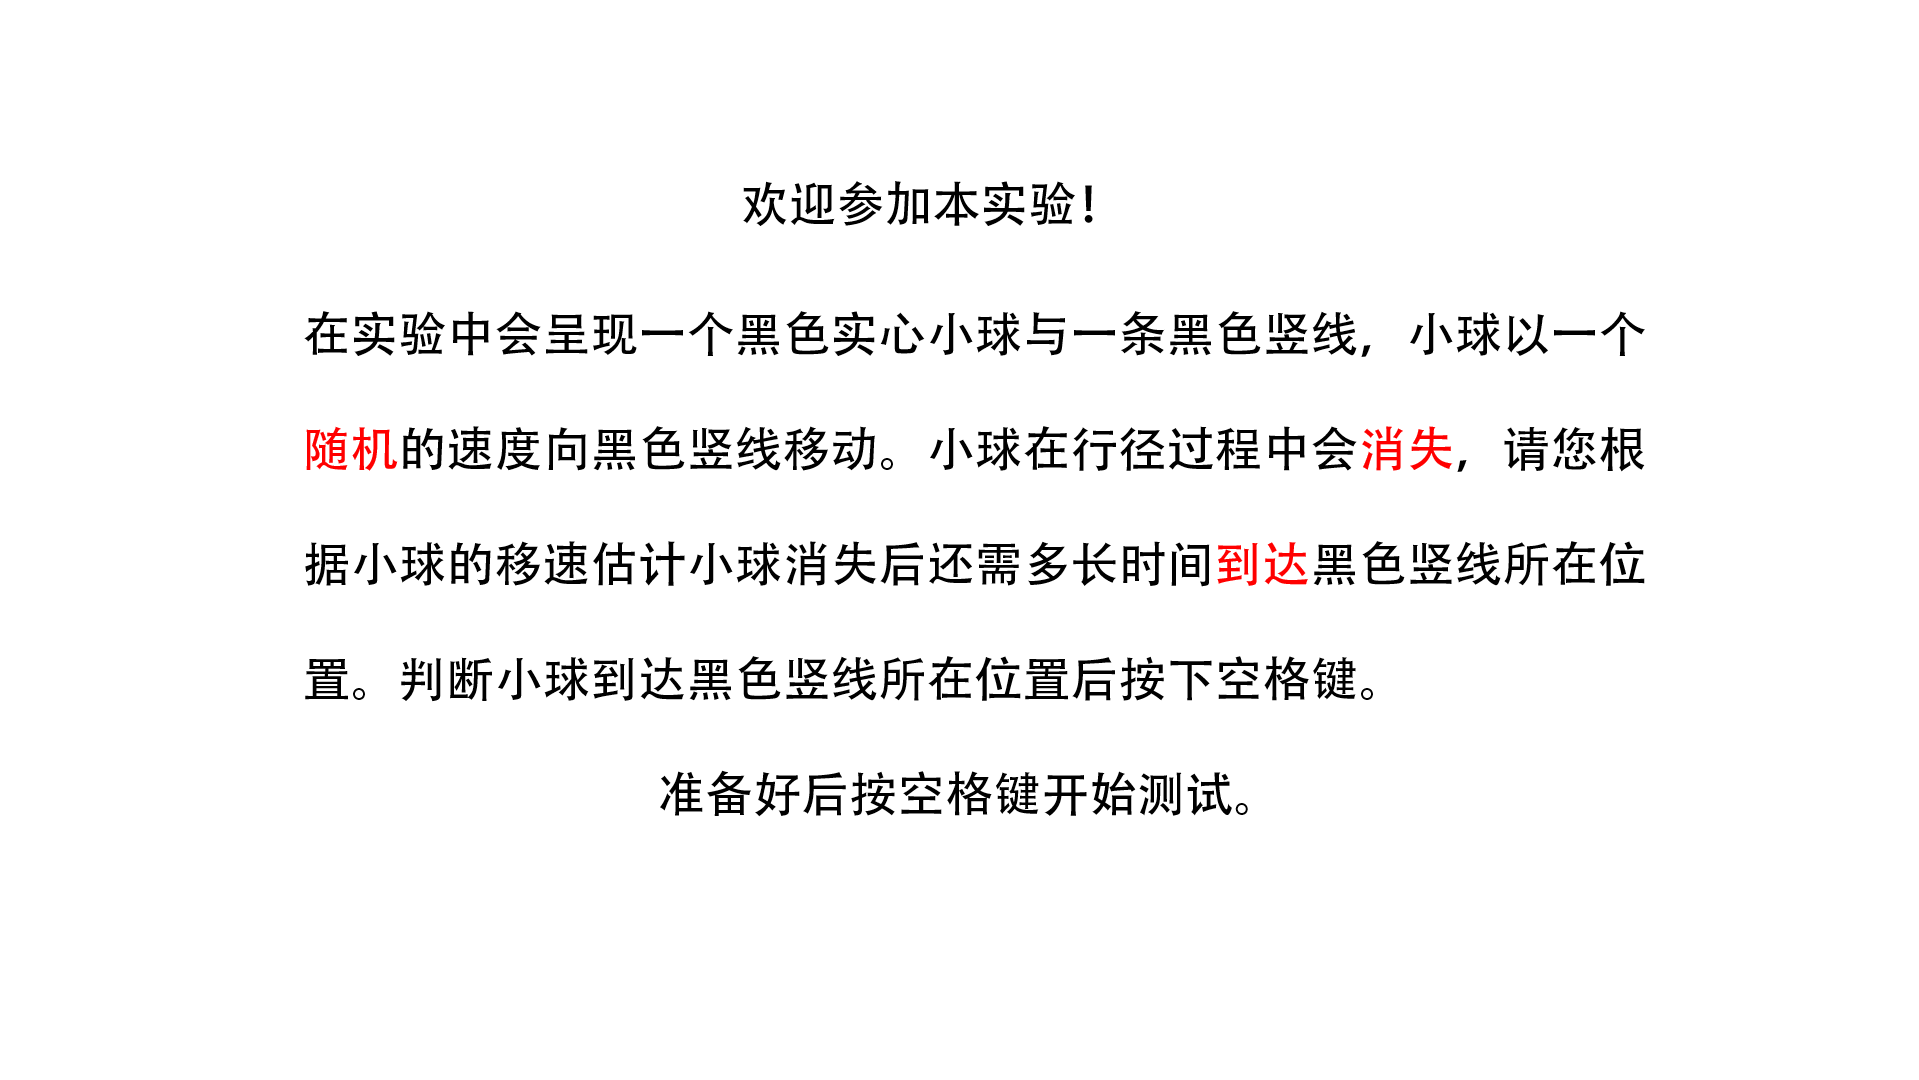 欢迎参加本实验！
在实验中会呈现一个黑色实心小球与一条黑色竖线，小球以一个
随机的速度向黑色竖线移动。小球在行径过程中会消失，请您根
据小球的移速估计小球消失后还需多长时间到达黑色竖线所在位
置。判断小球到达黑色竖线所在位置后按下空格键。
准备好后按空格键开始测试。